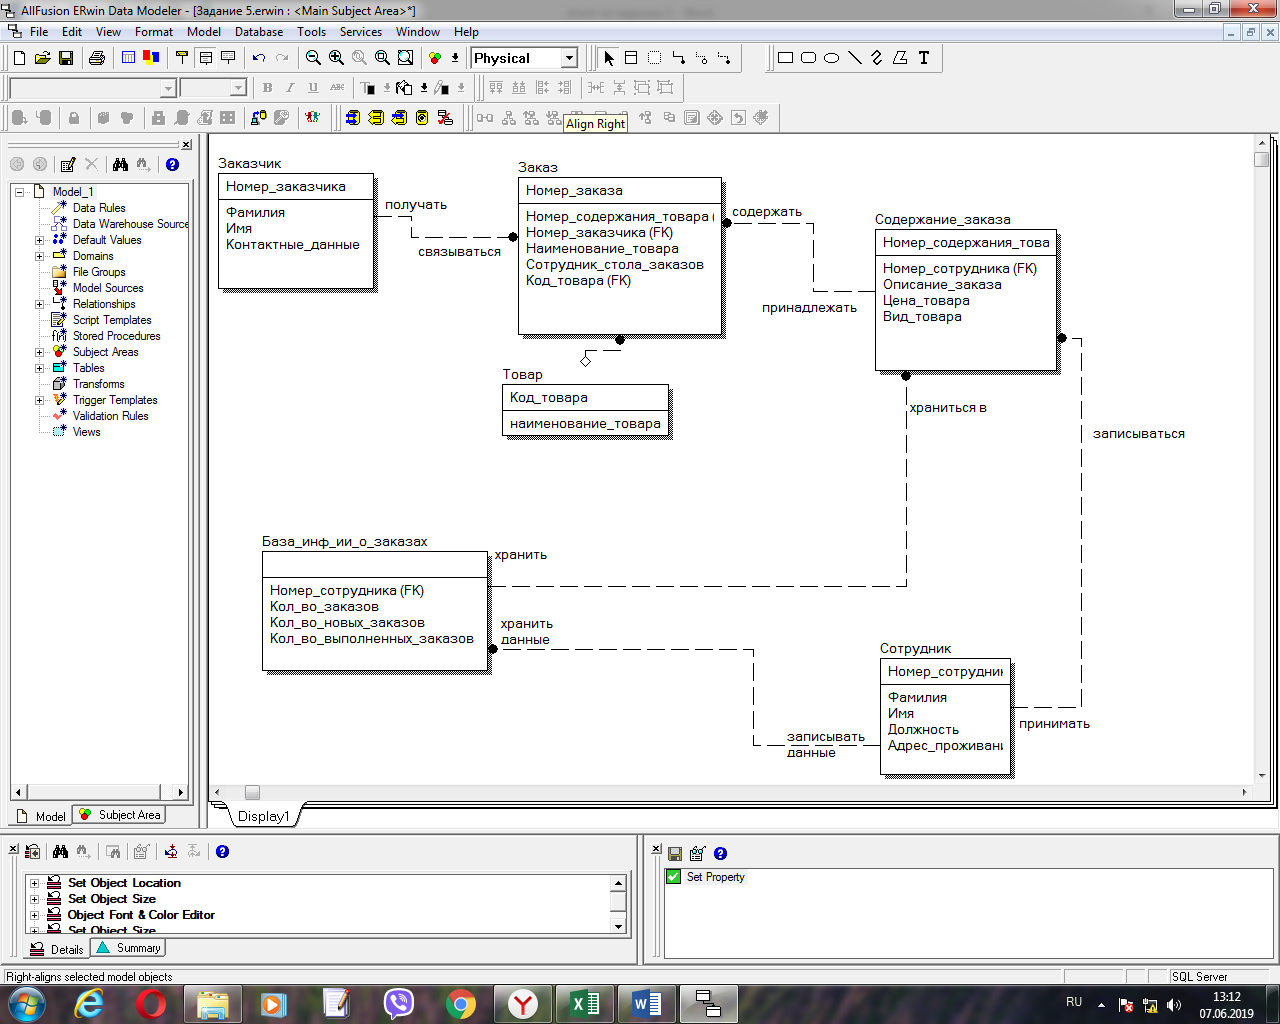 AllFusion ERwin Data Modeler - [Задание 5.erwin : <Main Subject Area>*]
File Edit View Format Model Database Tools Services Window Help
Physical
Align Right
Model_1
Data Rules
Data Warehouse Source
Default Values
Domains
File Groups
Model Sources
Relationships
Script Templates
Stored Procedures
Subject Areas
Tables
Transforms
Trigger Templates
Validation Rules
Views
Model
Subject Area
Заказчик
Номер_заказчика
Фамилия
Имя
Контактные_данные
получать
связываться
Заказ
Номер_заказа
Номер_содержания_товара (
Номер_заказчика (FK)
Наименование_товара
Сотрудник_стола_заказов
Код_товара (FK)
содержать
принадлежать
Содержание_заказа
Номер_содержания_това
Номер_сотрудника (FK)
Описание_заказа
Цена_товара
Вид_товара
Товар
Код_товара
наименование_товара
храниться в
записываться
База_инф_ии_о_заказах
Номер_сотрудника (FK)
Кол_во_заказов
Кол_во_новых_заказов
Кол_во_выполненных_заказов
хранить
хранить
данные
записывать
данные
Сотрудник
Номер_сотрудник
Фамилия
Имя
Должность
Адрес_проживани
принимать
Display1
Set Object Location
Set Object Size
Object Font & Color Editor
Set Object Size
Details
Summary
Set Property
Right-aligns selected model objects
SQL Server
RU
13:12
07.06.2019